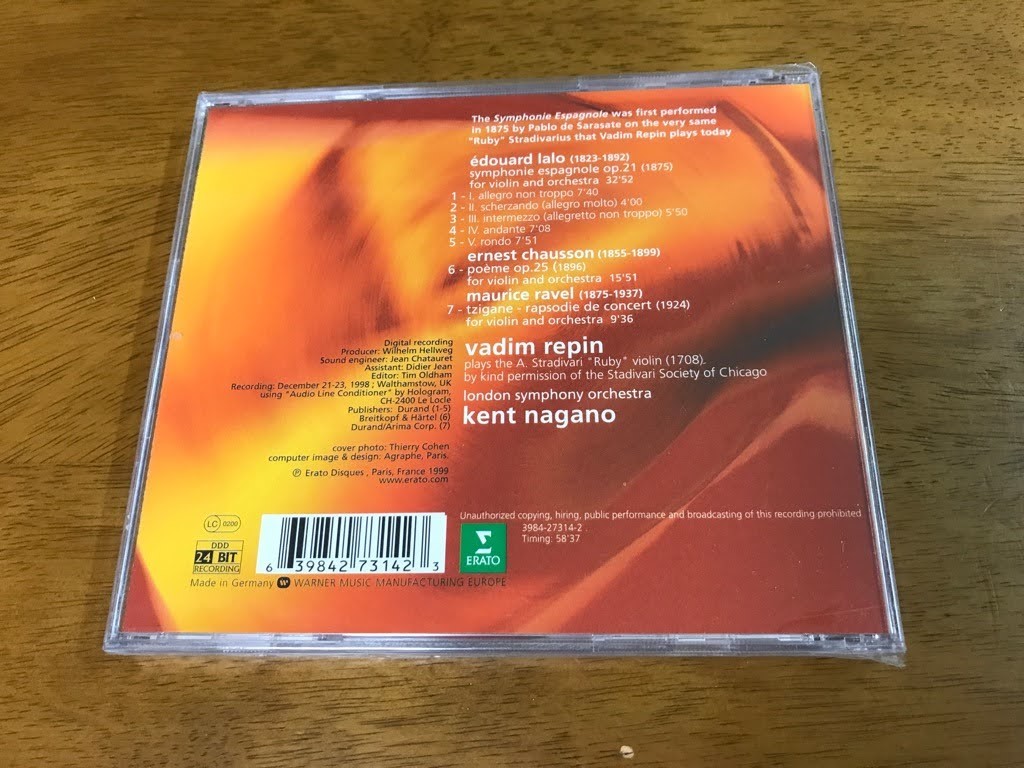 The Symphonie Espagnole was first performed
in 1875 by Pablo de Sarasate on the very same
"Ruby" Stradivarius that Vadim Repin plays today
édouard lalo (1823-1892)
symphonie espagnole op.21 (1875)
for violin and orchestra 32'52
1 - I. allegro non troppo 7'40
2 - II. scherzando (allegro molto) 4'00
3 - III. intermezzo (allegretto non troppo) 5'50
4 - IV. andante 7'08
5 - V. rondo 7'51
ernest chausson (1855-1899)
6 - poème op.25 (1896)
for violin and orchestra 15'51
maurice ravel (1875-1937)
7 - tzigane - rapsodie de concert (1924)
for violin and orchestra 9'36
vadim repin
plays the A. Stradivari "Ruby" violin (1708).
by kind permission of the Stadivari Society of Chicago
london symphony orchestra
kent nagano
Digital recording
Producer: Wilhelm Hellweg
Sound engineer: Jean Chatauret
Assistant: Didier Jean
Editor: Tim Oldham
Recording: December 21-23, 1998 ; Walthamstow, UK
using "Audio Line Conditioner" by Hologram,
CH-2400 Le Locle
Publishers: Durand (1-5)
Breitkopf & Härtel (6)
Durand/Arima Corp. (7)
cover photo: Thierry Cohen
computer image & design: Agraphe, Paris.
℗ Erato Disques , Paris, France 1999
www.erato.com
Unauthorized copying, hiring, public performance and broadcasting of this recording prohibited
3984-27314-2
Timing: 58'37
ERATO
LC 0200
DDD
24 BIT
RECORDING
6 39842 73142 3
Made in Germany WARNER MUSIC MANUFACTURING EUROPE